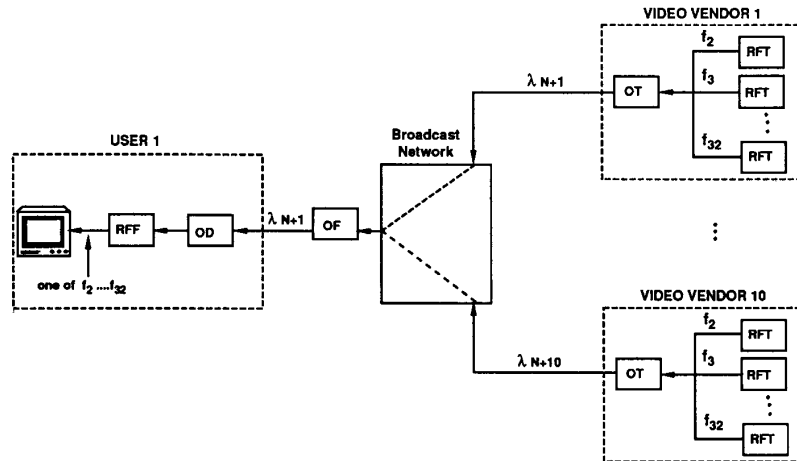 VIDEO VENDOR 1
f2
RFT
f3
RFT
OT
f32
RFT
λ N+1
Broadcast
Network
USER 1
RFF
OD
λ N+1
OF
one of f2 ....f32
VIDEO VENDOR 10
f2
RFT
f3
RFT
OT
f32
RFT
λ N+10